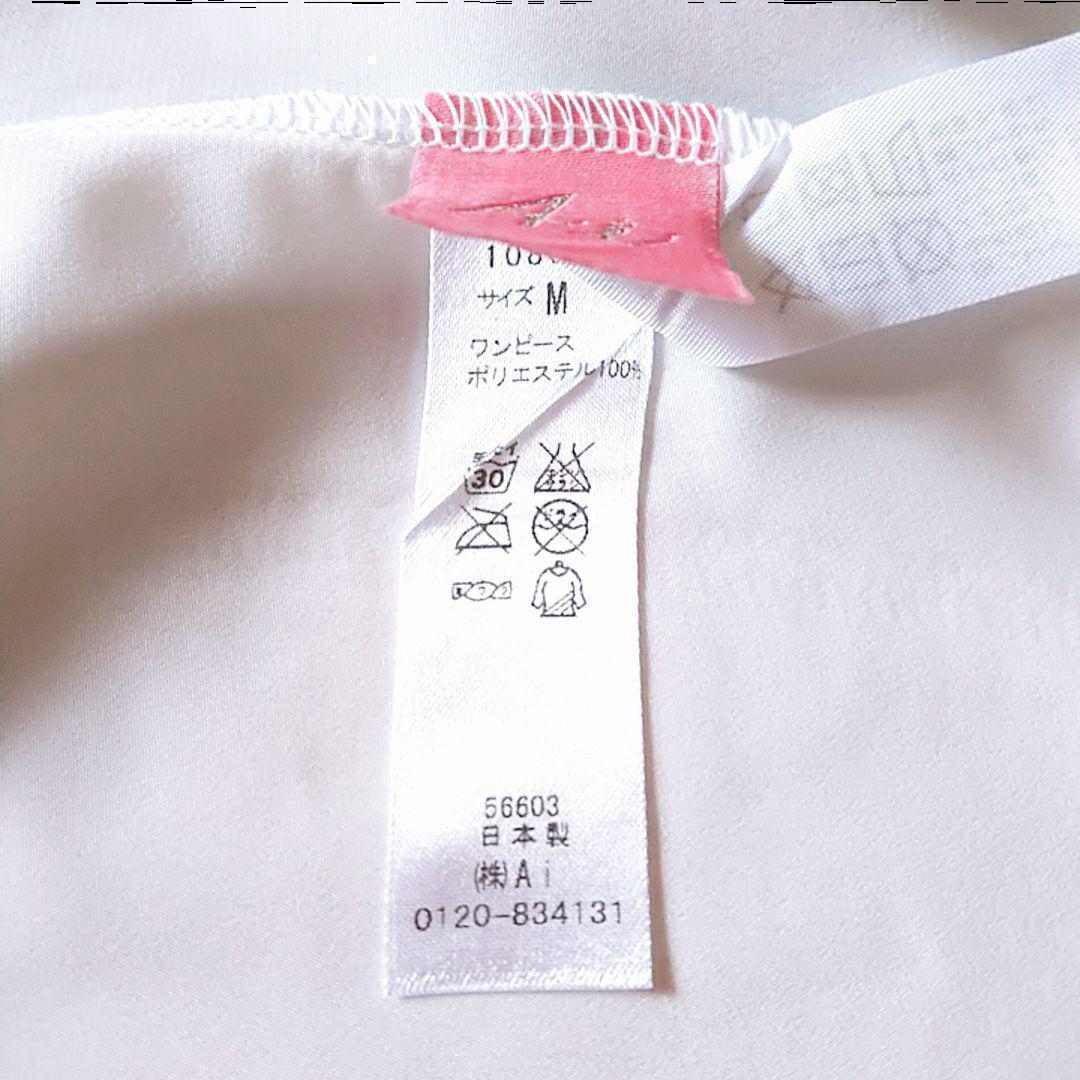 サイズ M
ワンピース
ポリエステル100%
30
56603
日本製
(株)Ai
0120-834131